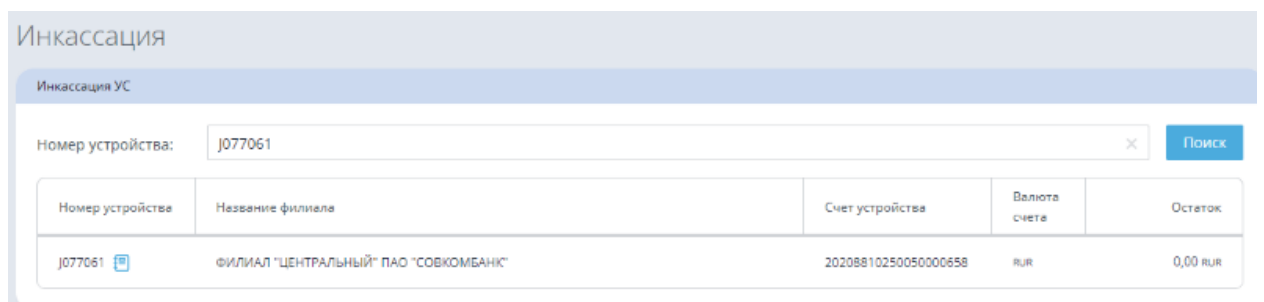 Инкассация
Инкассация УС
Номер устройства: J077061 × Поиск
Номер устройства Название филиала Счет устройства Валюта счета Остаток
J077061 ФИЛИАЛ "ЦЕНТРАЛЬНЫЙ" ПАО "СОВКОМБАНК" 20208810250050000658 RUR 0,00 RUR